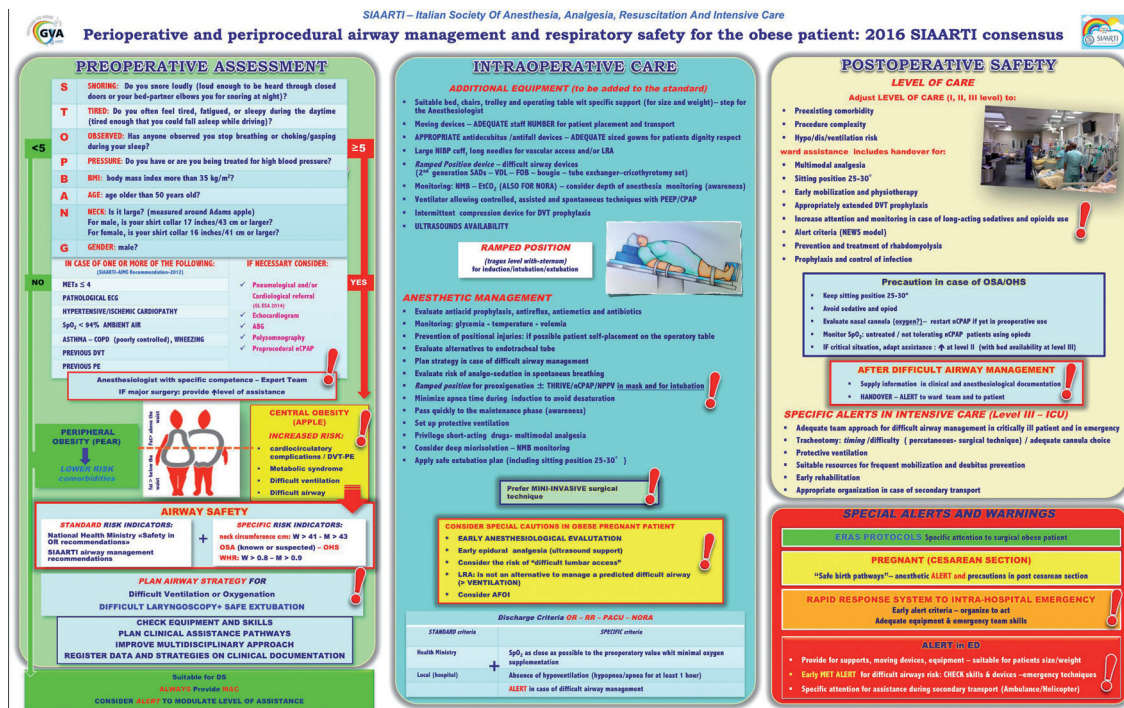 SIAARTI – Italian Society Of Anesthesia, Analgesia, Resuscitation And Intensive Care
GVA
Perioperative and periprocedural airway management and respiratory safety for the obese patient: 2016 SIAARTI consensus
SIAARTI
PREOPERATIVE ASSESSMENT
<5
≥5
S SNORING: Do you snore loudly (loud enough to be heard through closed
doors or your bed-partner elbows you for snoring at night)?
T TIRED: Do you often feel tired, fatigued, or sleepy during the daytime
(tired enough that you could fall asleep while driving)?
O OBSERVED: Has anyone observed you stop breathing or choking/gasping
during your sleep?
P PRESSURE: Do you have or are you being treated for high blood pressure?
B BMI: body mass index more than 35 kg/m²?
A AGE: age older than 50 years old?
N NECK: Is it large? (measured around Adams apple)
For male, is your shirt collar 17 inches/43 cm or larger?
For female, is your shirt collar 16 inches/41 cm or larger?
G GENDER: male?
NO
YES
IN CASE OF ONE OR MORE OF THE FOLLOWING:
(SIAARTI-AIMS Recommendation-2012)
METs ≤ 4
PATHOLOGICAL ECG
HYPERTENSIVE/ISCHEMIC CARDIOPATHY
SpO₂ < 94% AMBIENT AIR
ASTHMA – COPD (poorly controlled), WHEEZING
PREVIOUS DVT
PREVIOUS PE
IF NECESSARY CONSIDER:
✓ Pneumological and/or
Cardiological referral
(GL ESA 2014)
✓ Echocardiogram
✓ ABG
✓ Polysomnography
✓ Preprocedural nCPAP
Anesthesiologist with specific competence – Expert Team
IF major surgery: provide ↑level of assistance
!
PERIPHERAL
OBESITY (PEAR)
LOWER RISK
comorbidities
fat> above the
waist
fat > below the
waist
CENTRAL OBESITY
(APPLE)
INCREASED RISK:
• cardiocirculatory
complications / DVT-PE
• Metabolic syndrome
• Difficult ventilation
• Difficult airway
!
AIRWAY SAFETY
STANDARD RISK INDICATORS:
National Health Ministry «Safety in
OR recommendations»
SIAARTI airway management
recommendations
+
SPECIFIC RISK INDICATORS:
neck circumference cm: W > 41 - M > 43
OSA (known or suspected) – OHS
WHR: W > 0.8 – M > 0.9
PLAN AIRWAY STRATEGY FOR
Difficult Ventilation or Oxygenation
DIFFICULT LARYNGOSCOPY+ SAFE EXTUBATION
!
CHECK EQUIPMENT AND SKILLS
PLAN CLINICAL ASSISTANCE PATHWAYS
IMPROVE MULTIDISCIPLINARY APPROACH
REGISTER DATA AND STRATEGIES ON CLINICAL DOCUMENTATION
Suitable for DS
ALWAYS Provide MAC
CONSIDER ALERT TO MODULATE LEVEL OF ASSISTANCE
INTRAOPERATIVE CARE
ADDITIONAL EQUIPMENT (to be added to the standard)
• Suitable bed, chairs, trolley and operating table wit specific support (for size and weight) – step for
the Anesthesiologist
• Moving devices – ADEQUATE staff NUMBER for patient placement and transport
• APPROPRIATE antidocubitus /antifall devices – ADEQUATE sized gowns for patients dignity respect
• Large NIBP cuff, long needles for vascular access and/or LRA
• Ramped Position device – difficult airway devices
(2nd generation SADs – VDL – FOB – bougie – tube exchanger–cricothyrotomy set)
• Monitoring: NMB – EtCO₂ (ALSO FOR NORA) – consider depth of anesthesia monitoring (awareness)
• Ventilator allowing controlled, assisted and spontaneous techniques with PEEP/CPAP
• Intermittent compression device for DVT prophylaxis
• ULTRASOUNDS AVAILABILITY
RAMPED POSITION
(tragus level with-sternum)
for induction/intubation/extubation
ANESTHETIC MANAGEMENT
• Evaluate antiacid prophylaxis, antireflux, antiemetics and antibiotics
• Monitoring: glycemia - temperature - volemia
• Prevention of positional injuries: if possible patient self-placement on the operatory table
• Evaluate alternatives to endotracheal tube
• Plan strategy in case of difficult airway management
• Evaluate risk of analgo-sedation in spontaneous breathing
• Ramped position for preoxigenation ± THRIVE/nCPAP/NPPV in mask and for intubation
• Minimize apnea time during induction to avoid desaturation
• Pass quickly to the maintenance phase (awareness)
• Set up protective ventilation
• Privilege short-acting drugs- multimodal analgesia
• Consider deep miorisolution – NMB monitoring
• Apply safe extubation plan (including sitting position 25-30°)
!
Prefer MINI-INVASIVE surgical
technique
!
CONSIDER SPECIAL CAUTIONS IN OBESE PREGNANT PATIENT
• EARLY ANESTHESIOLOGICAL EVALUTATION
• Early epidural analgesia (ultrasound support)
• Consider the risk of "difficult lumbar access"
• LRA: is not an alternative to manage a predicted difficult airway
(> VENTILATION)
• Consider AFOI
!
Discharge Criteria OR – RR – PACU – NORA
STANDARD criteria
SPECIFIC criteria
Health Ministry
Local (hospital)
+
SpO₂ as close as possible to the preoperatory value whit minimal oxygen
supplementation
Absence of hypoventilation (hypopnea/apnea for at least 1 hour)
ALERT in case of difficult airway management
POSTOPERATIVE SAFETY
LEVEL OF CARE
Adjust LEVEL OF CARE (I, II, III level) to:
• Preexisting comorbidity
• Procedure complexity
• Hypo/dis/ventilation risk
ward assistance includes handover for:
• Multimodal analgesia
• Sitting position 25-30°
• Early mobilization and physiotherapy
• Appropriately extended DVT prophylaxis
• Increase attention and monitoring in case of long-acting sedatives and opioids use
• Alert criteria (NEWS model)
• Prevention and treatment of rhabdomyolysis
• Prophylaxis and control of infection
!
Precaution in case of OSA/OHS
• Keep sitting position 25-30°
• Avoid sedative and opioid
• Evaluate nasal cannula (oxygen?) – restart nCPAP if yet in preoperative use
• Monitor SpO₂: untreated / not tolerating nCPAP patients using opiods
• IF critical situation, adapt assistance : ↑ at level II (with bed availability at level III)
AFTER DIFFICULT AIRWAY MANAGEMENT
• Supply information in clinical and anesthesiological documentation
• HANDOVER – ALERT to ward team and to patient
!
SPECIFIC ALERTS IN INTENSIVE CARE (Level III – ICU)
• Adequate team approach for difficult airway management in critically ill patient and in emergency
• Tracheotomy: timing /difficulty ( percutaneous- surgical technique) / adequate cannula choice
• Protective ventilation
• Suitable resources for frequent mobilization and deubitus prevention
• Early rehabilitation
• Appropriate organization in case of secondary transport
!
SPECIAL ALERTS AND WARNINGS
ERAS PROTOCOLS Specific attention to surgical obese patient
PREGNANT (CESAREAN SECTION)
"Safe birth pathways"– anesthetic ALERT and precautions in post cesarean section
RAPID RESPONSE SYSTEM TO INTRA-HOSPITAL EMERGENCY
Early alert criteria – organize to act
Adequate equipment & emergency team skills
!
ALERT in ED
• Provide for supports, moving devices, equipment – suitable for patients size/weight
• Early MET ALERT for difficult airways risk: CHECK skills & devices –emergency techniques
• Specific attention for assistance during secondary transport (Ambulance/Helicopter)